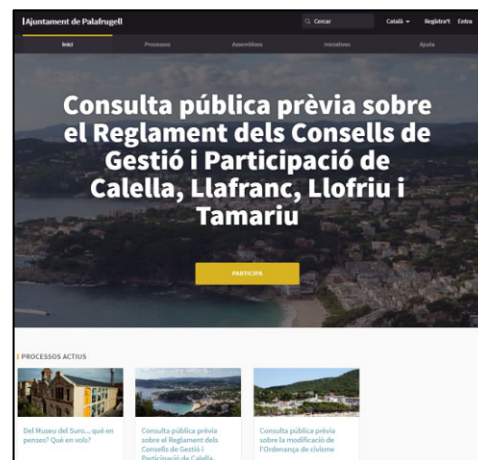 Ajuntament de Palafrugell
Cercar
Català
Registra't
Entra
Inici
Processos
Assemblees
Iniciatives
Ajuda
Consulta pública prèvia sobre
el Reglament dels Consells de
Gestió i Participació de
Calella, Llafranc, Llofriu i
Tamariu
PARTICIPA
PROCESSOS ACTIUS
Del Museu del Suro... què en
penses? Què en vols?
Consulta pública prèvia
sobre el Reglament dels
Consells de Gestió i
Participació de Calella,
Consulta pública prèvia
sobre la modificació de
l'Ordenança de civisme